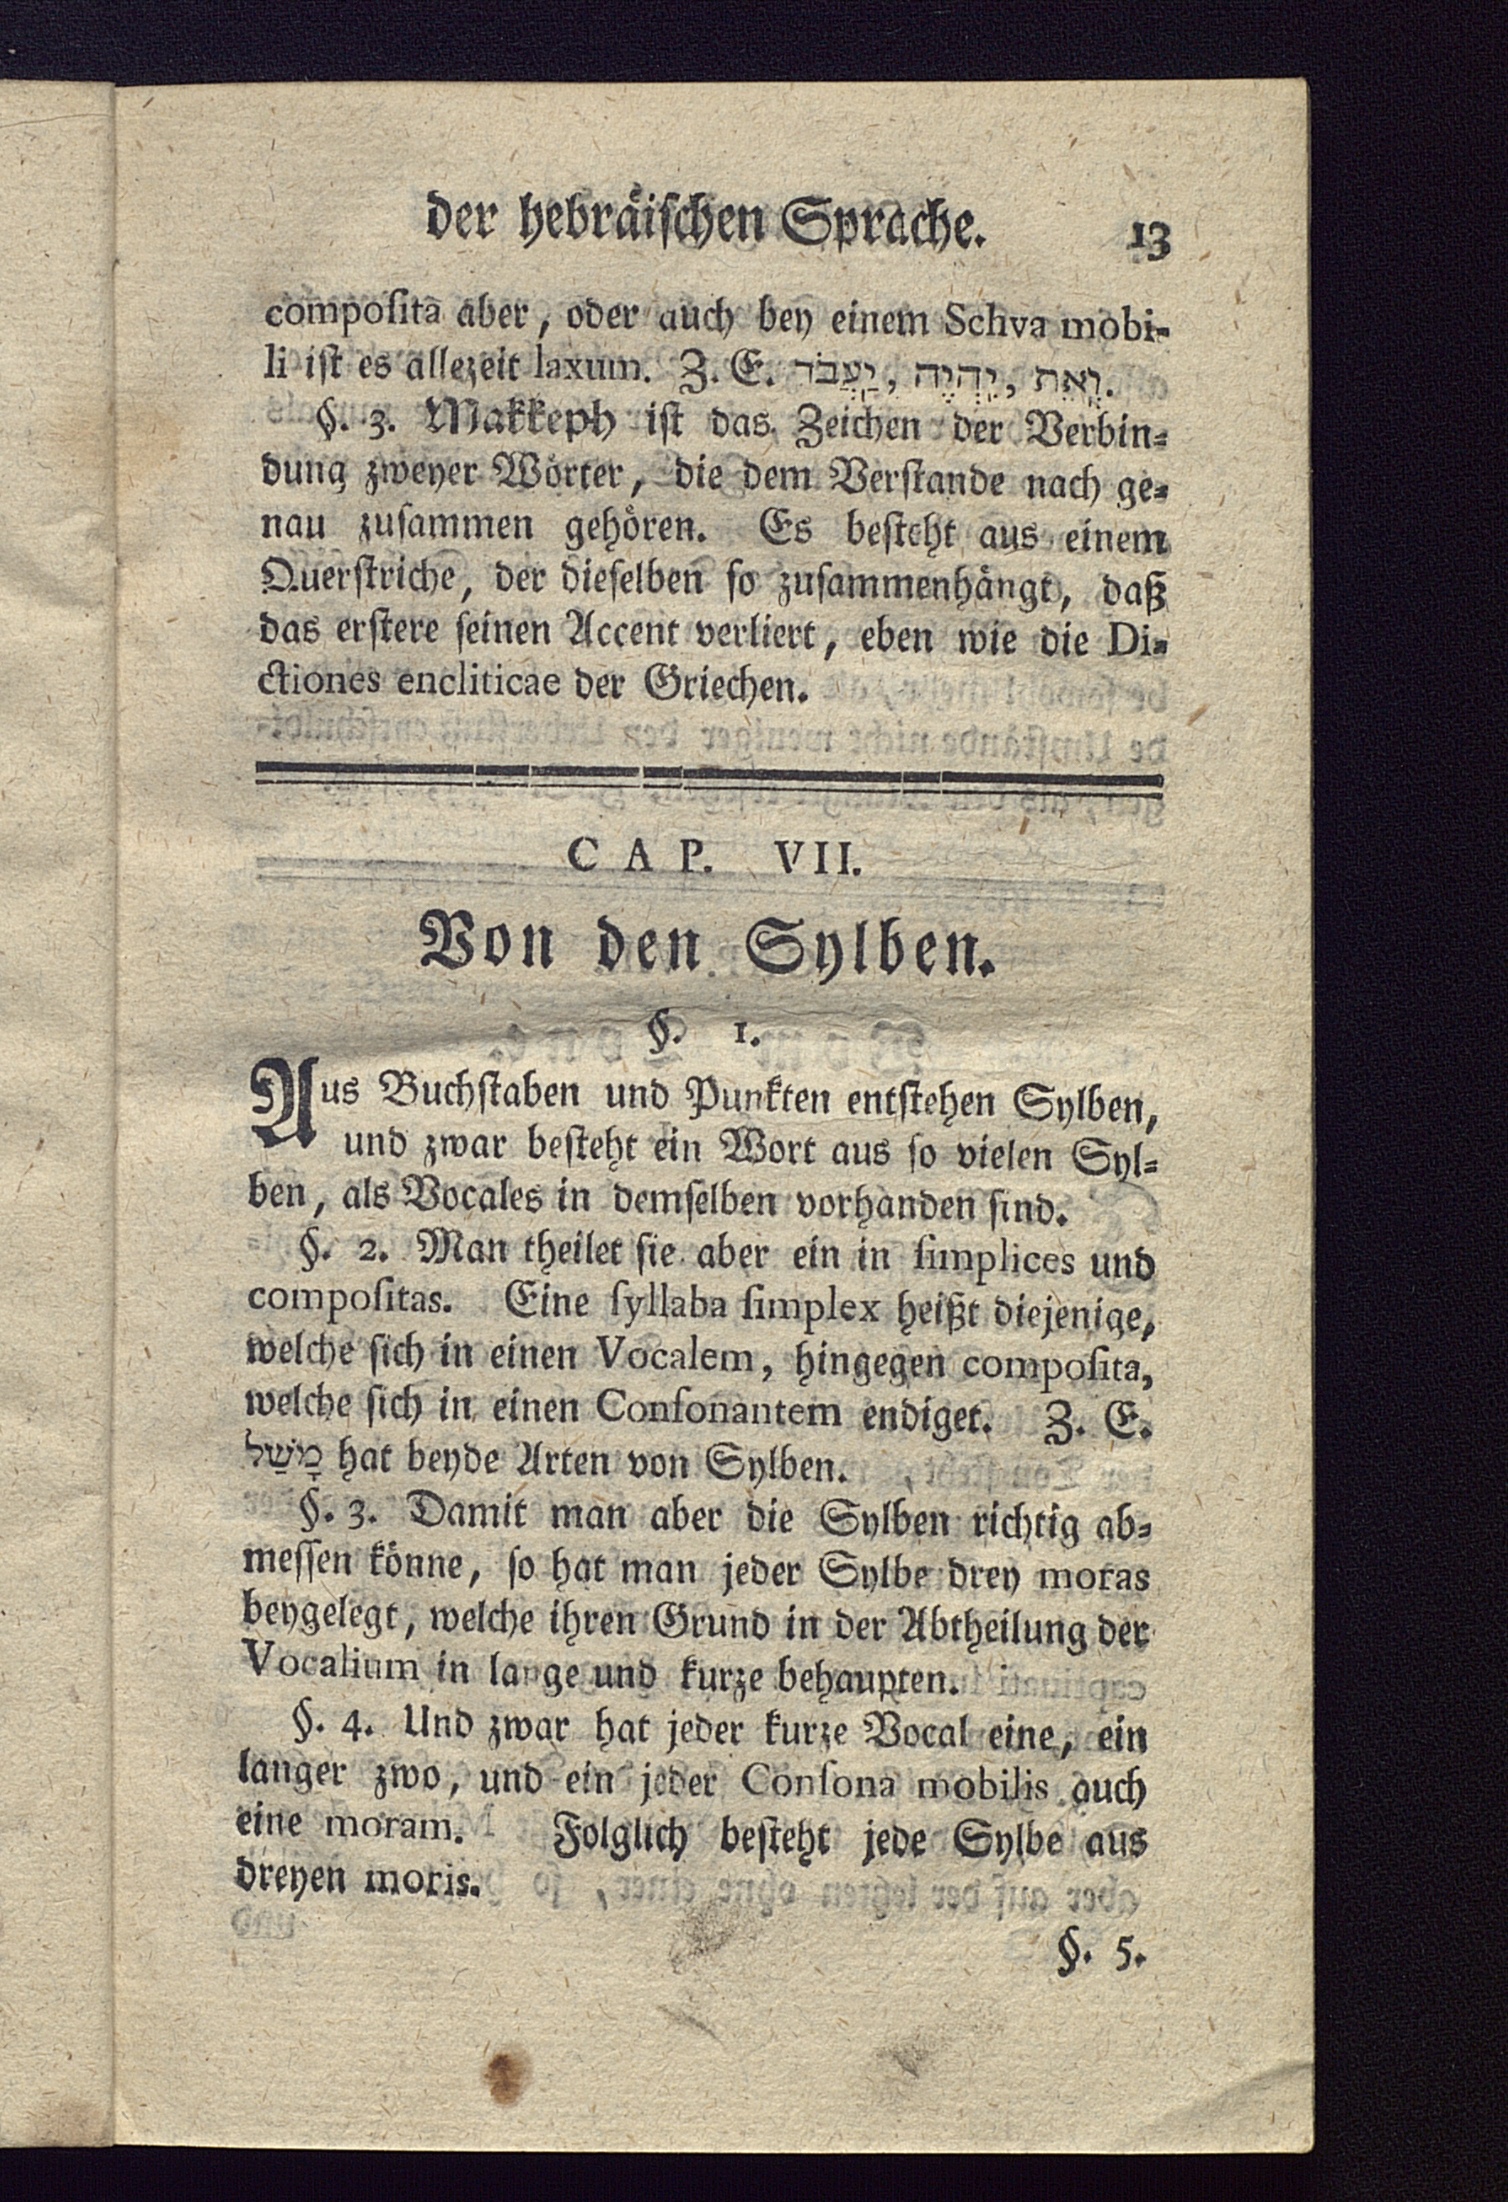 der hebräischen Sprache. 13
composita aber, oder auch bey einem Schva mobi-
li ist es allezeit laxum. Z. E. יַעֲבֹר, יִהְיֶה, וְאֵת.
§. 3. Makkeph ist das Zeichen der Verbin-
dung zweyer Wörter, die dem Verstande nach ge-
nau zusammen gehören. Es besteht aus einem
Querstriche, der dieselben so zusammenhängt, daß
das erstere seinen Accent verliert, eben wie die Di-
ctiones encliticae der Griechen.
CAP. VII.
Von den Sylben.
§. 1.
Aus Buchstaben und Punkten entstehen Sylben,
und zwar besteht ein Wort aus so vielen Syl-
ben, als Vocales in demselben vorhanden sind.
§. 2. Man theilet sie aber ein in simplices und
compositas. Eine syllaba simplex heißt diejenige,
welche sich in einen Vocalem, hingegen composita,
welche sich in einen Consonantem endiget. Z. E.
מָשַׁל hat beyde Arten von Sylben.
§. 3. Damit man aber die Sylben richtig ab-
messen könne, so hat man jeder Sylbe drey moras
beygelegt, welche ihren Grund in der Abtheilung der
Vocalium in lange und kurze behaupten.
§. 4. Und zwar hat jeder kurze Vocal eine, ein
langer zwo, und ein jeder Consona mobilis auch
eine moram. Folglich besteht jede Sylbe aus
dreyen moris.
§. 5.